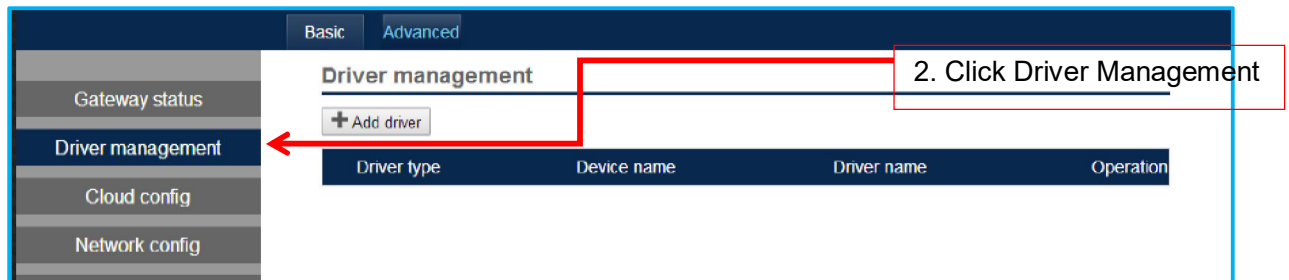 Basic Advanced
Driver management
2. Click Driver Management
Gateway status
Add driver
Driver management
Driver type Device name Driver name Operation
Cloud config
Network config